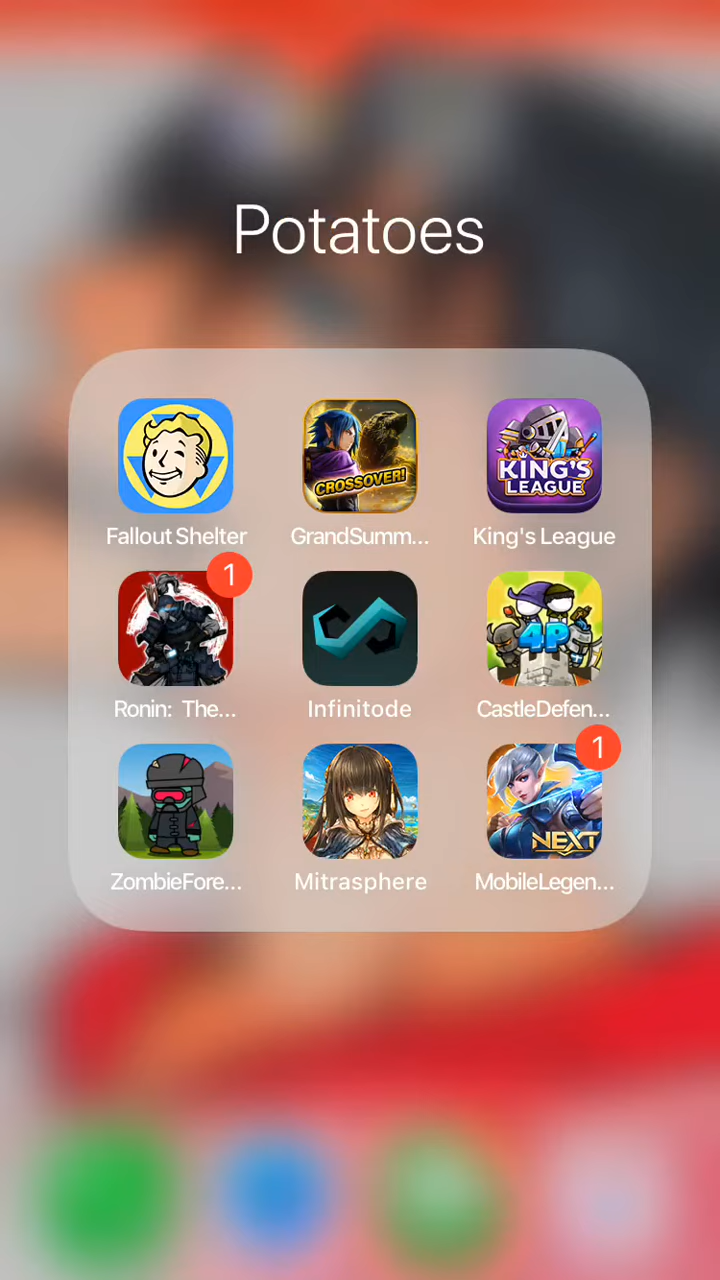 Potatoes
CROSSOVER!
KING'S
LEAGUE
Fallout Shelter
GrandSumm...
King's League
1
4P
Ronin: The...
Infinitode
CastleDefen...
1
NEXT
ZombieFore...
Mitrasphere
MobileLegen...